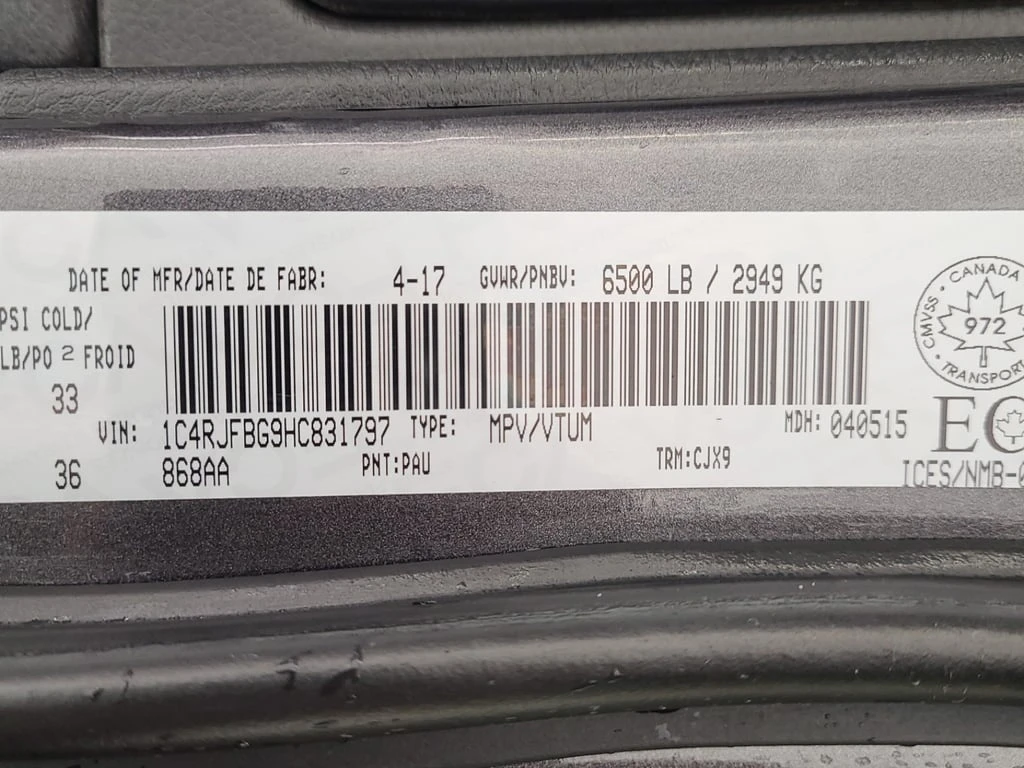 DATE OF MFR/DATE DE FABR: 4-17 GVWR/PNBV: 6500 LB / 2949 KG
PSI COLD/
LB/PO 2 FROID
33
36
VIN: 1C4RJFBG9HC831797 TYPE: MPV/VTUM MDH: 040515
868AA PNT:PAU TRM:CJX9
CANADA
CMVSS
972
TRANSPORT
EC
ICES/NMB-0